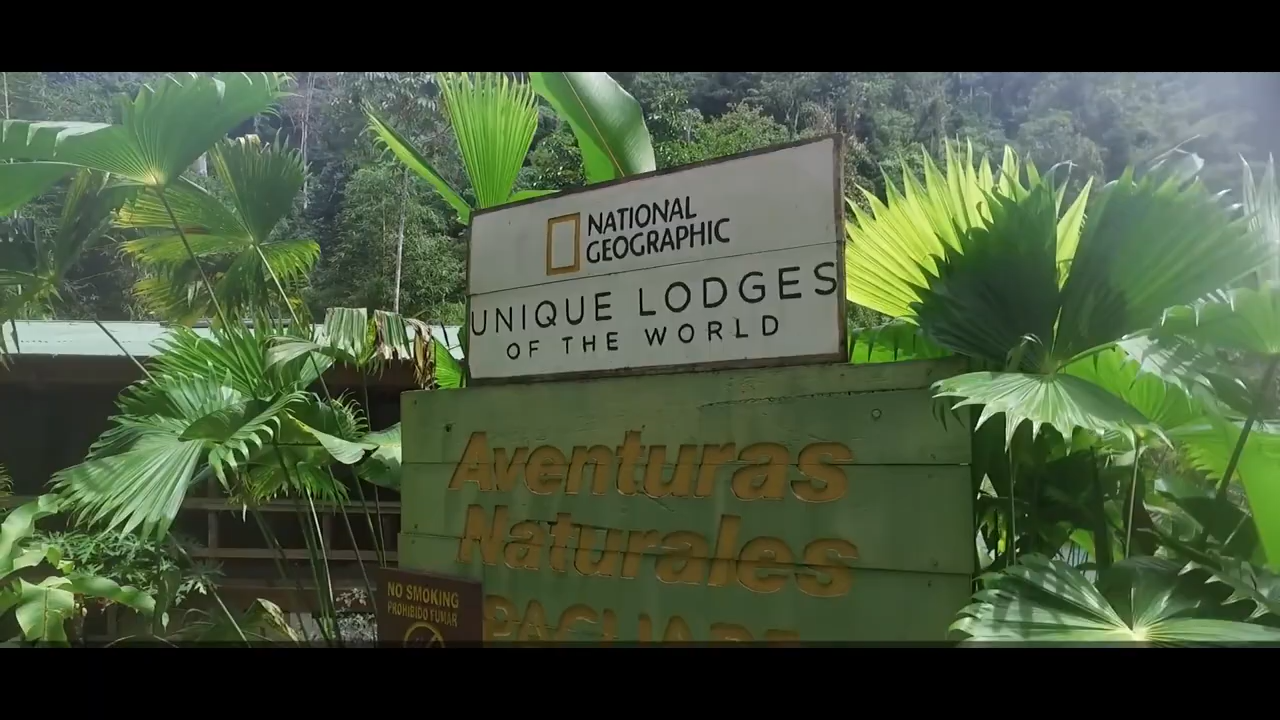 NATIONAL
GEOGRAPHIC
UNIQUE LODGES
OF THE WORLD
Aventuras
Naturales
NO SMOKING
PROHIBIDO FUMAR